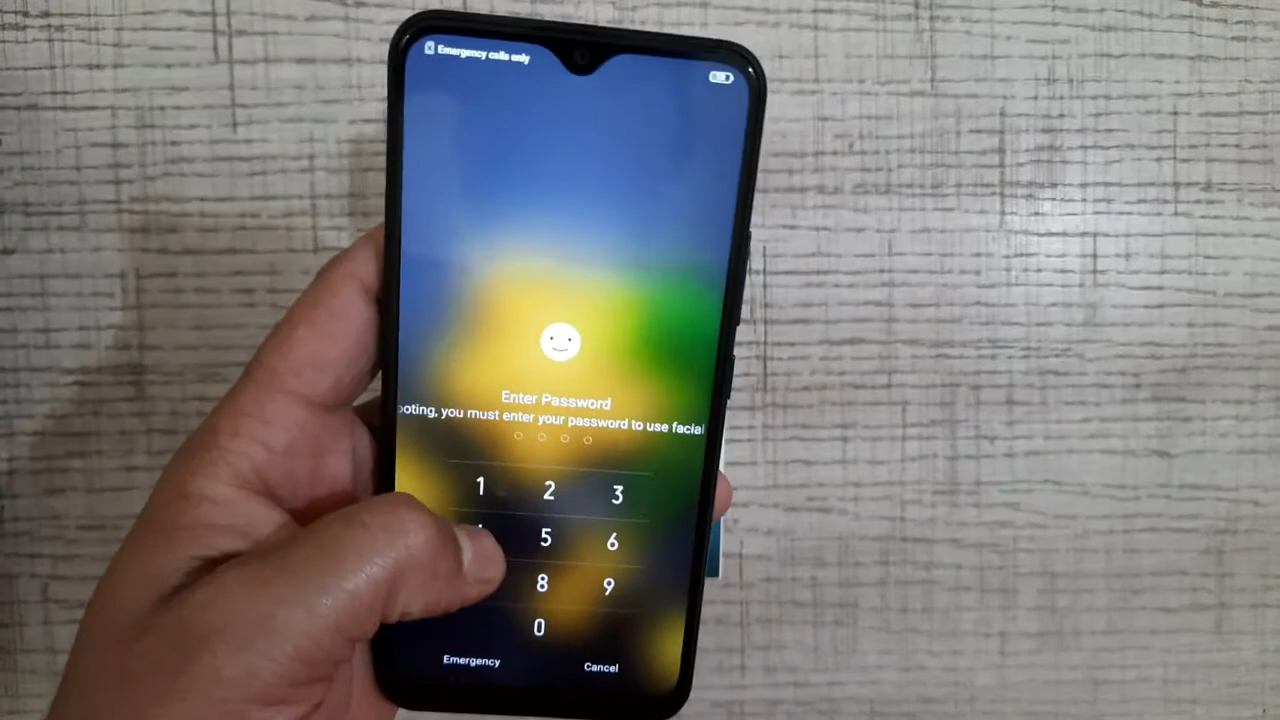 Emergency calls only
Enter Password
ooting, you must enter your password to use facial
1 2 3
5 6
8 9
0
Emergency Cancel